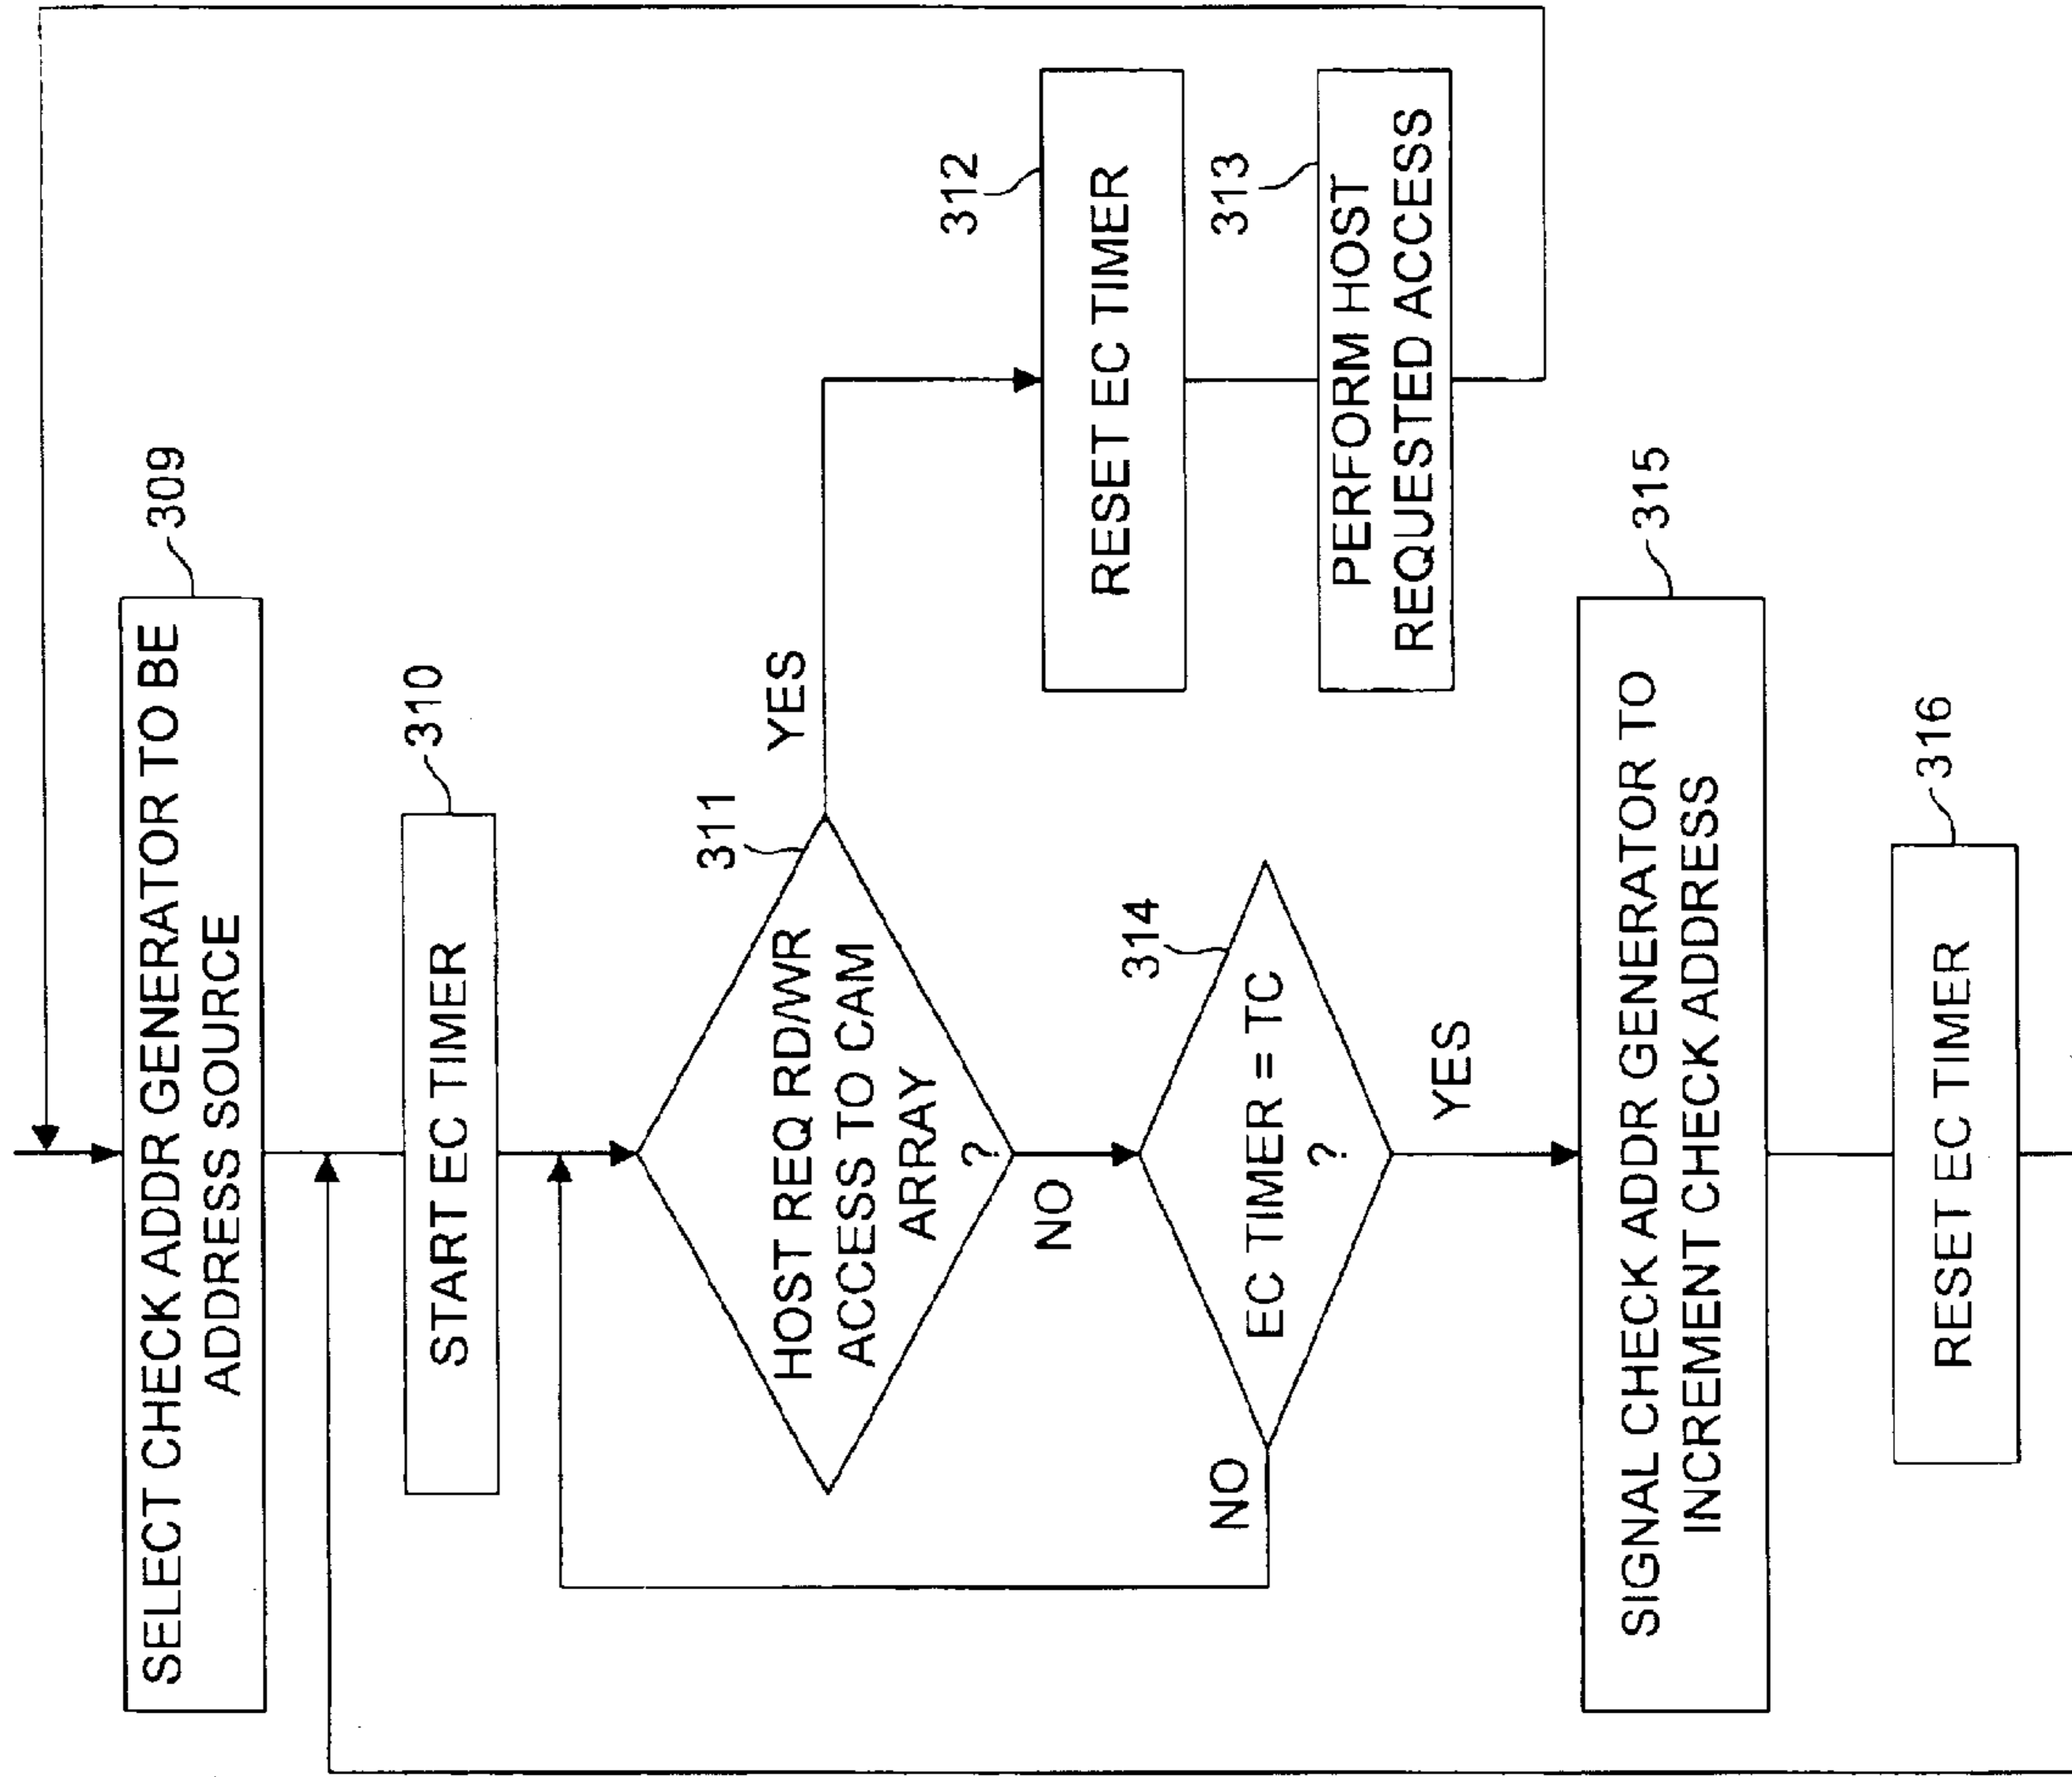 SELECT CHECK ADDR GENERATOR TO BE
ADDRESS SOURCE
309
START EC TIMER
310
HOST REQ RD/WR
ACCESS TO CAM
ARRAY
?
311
YES
NO
RESET EC TIMER
312
PERFORM HOST
REQUESTED ACCESS
313
EC TIMER = TC
?
314
NO
YES
SIGNAL CHECK ADDR GENERATOR TO
INCREMENT CHECK ADDRESS
315
RESET EC TIMER
316